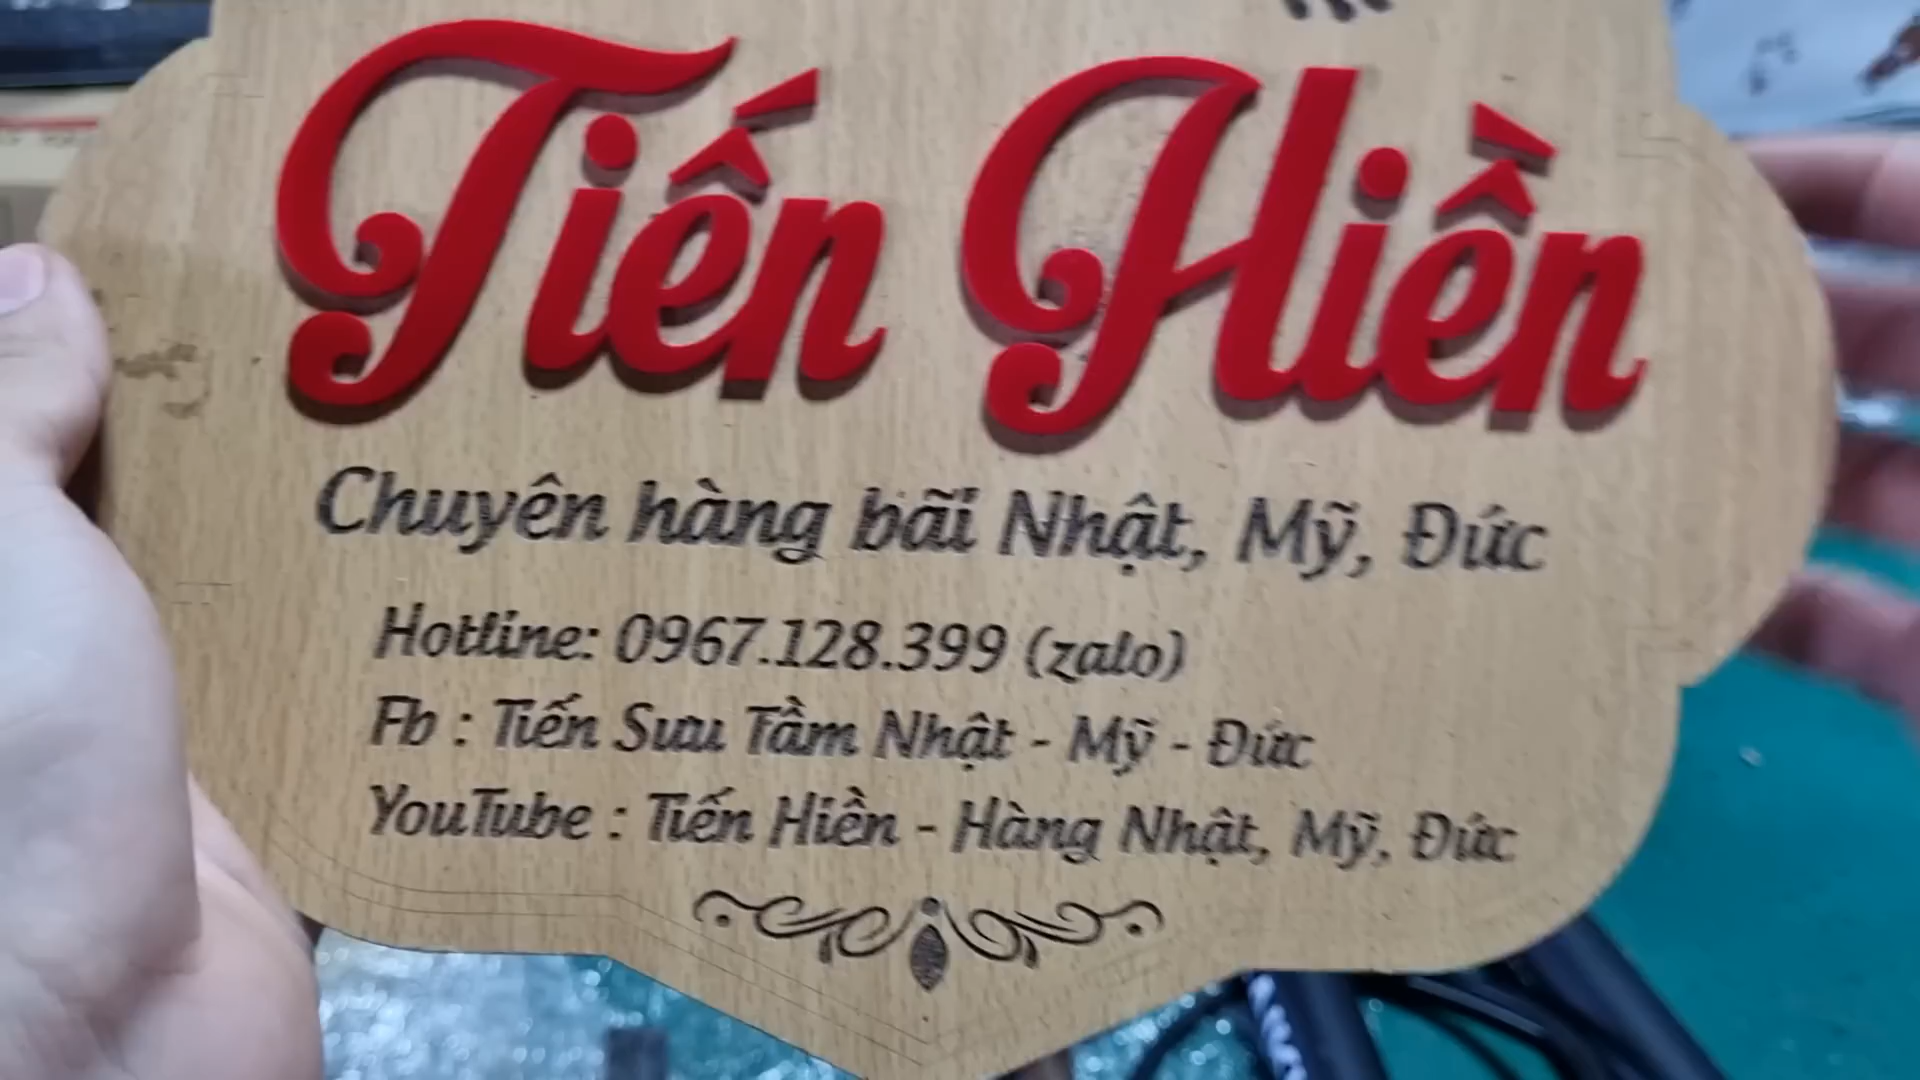 Tiến Hiền
Chuyên hàng bãi Nhật, Mỹ, Đức
Hotline: 0967.128.399 (zalo)
Fb : Tiến Sưu Tầm Nhật - Mỹ - Đức
YouTube : Tiến Hiền - Hàng Nhật, Mỹ, Đức